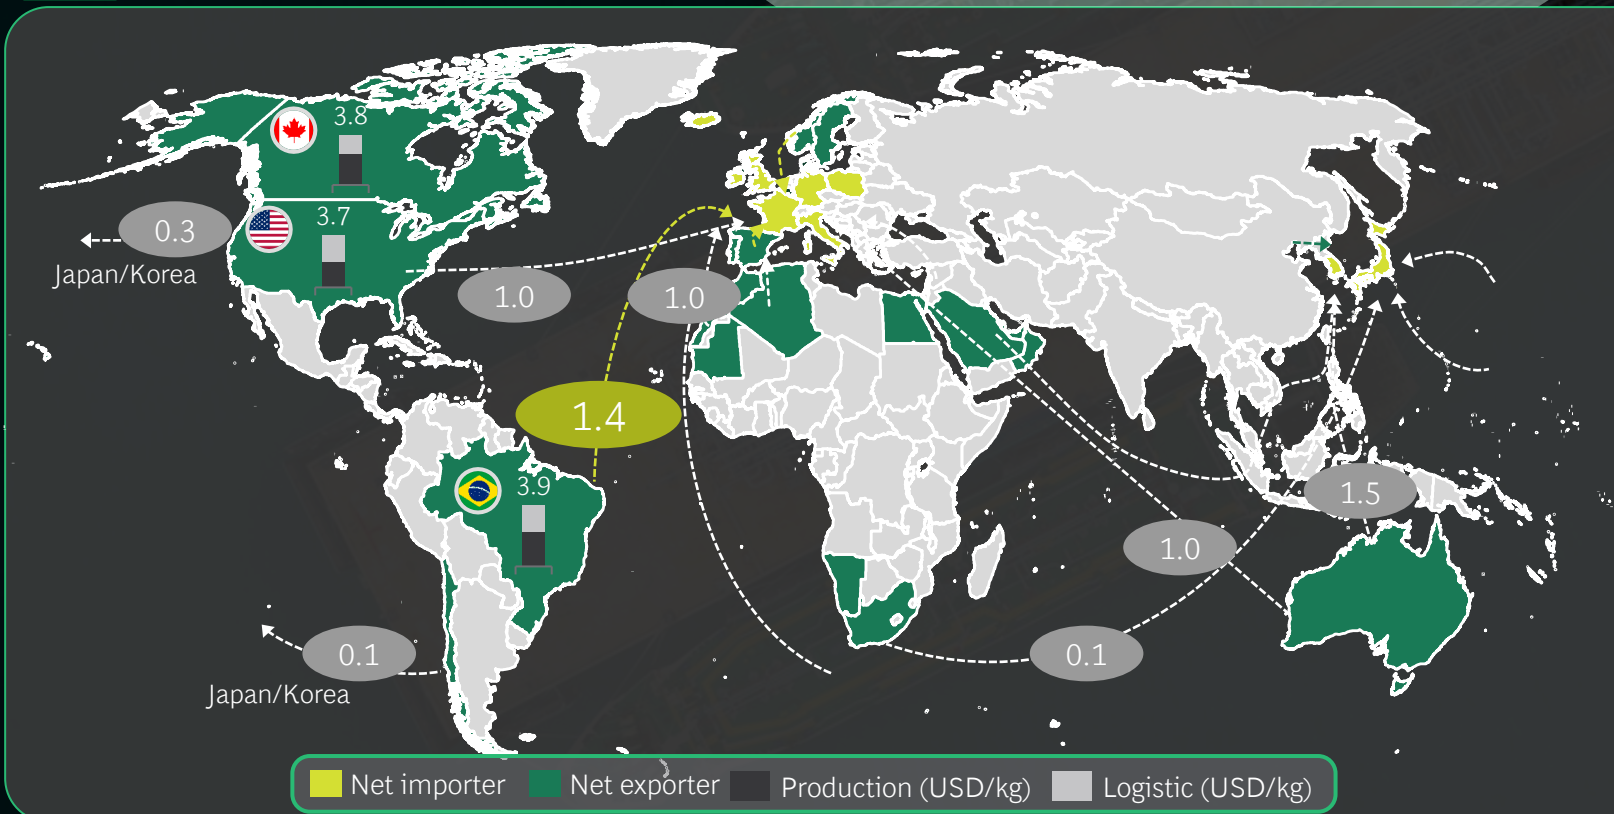 3.8
3.7
0.3
Japan/Korea
1.0
1.0
1.4
3.9
1.5
1.0
0.1
0.1
Japan/Korea
Net importer
Net exporter
Production (USD/kg)
Logistic (USD/kg)